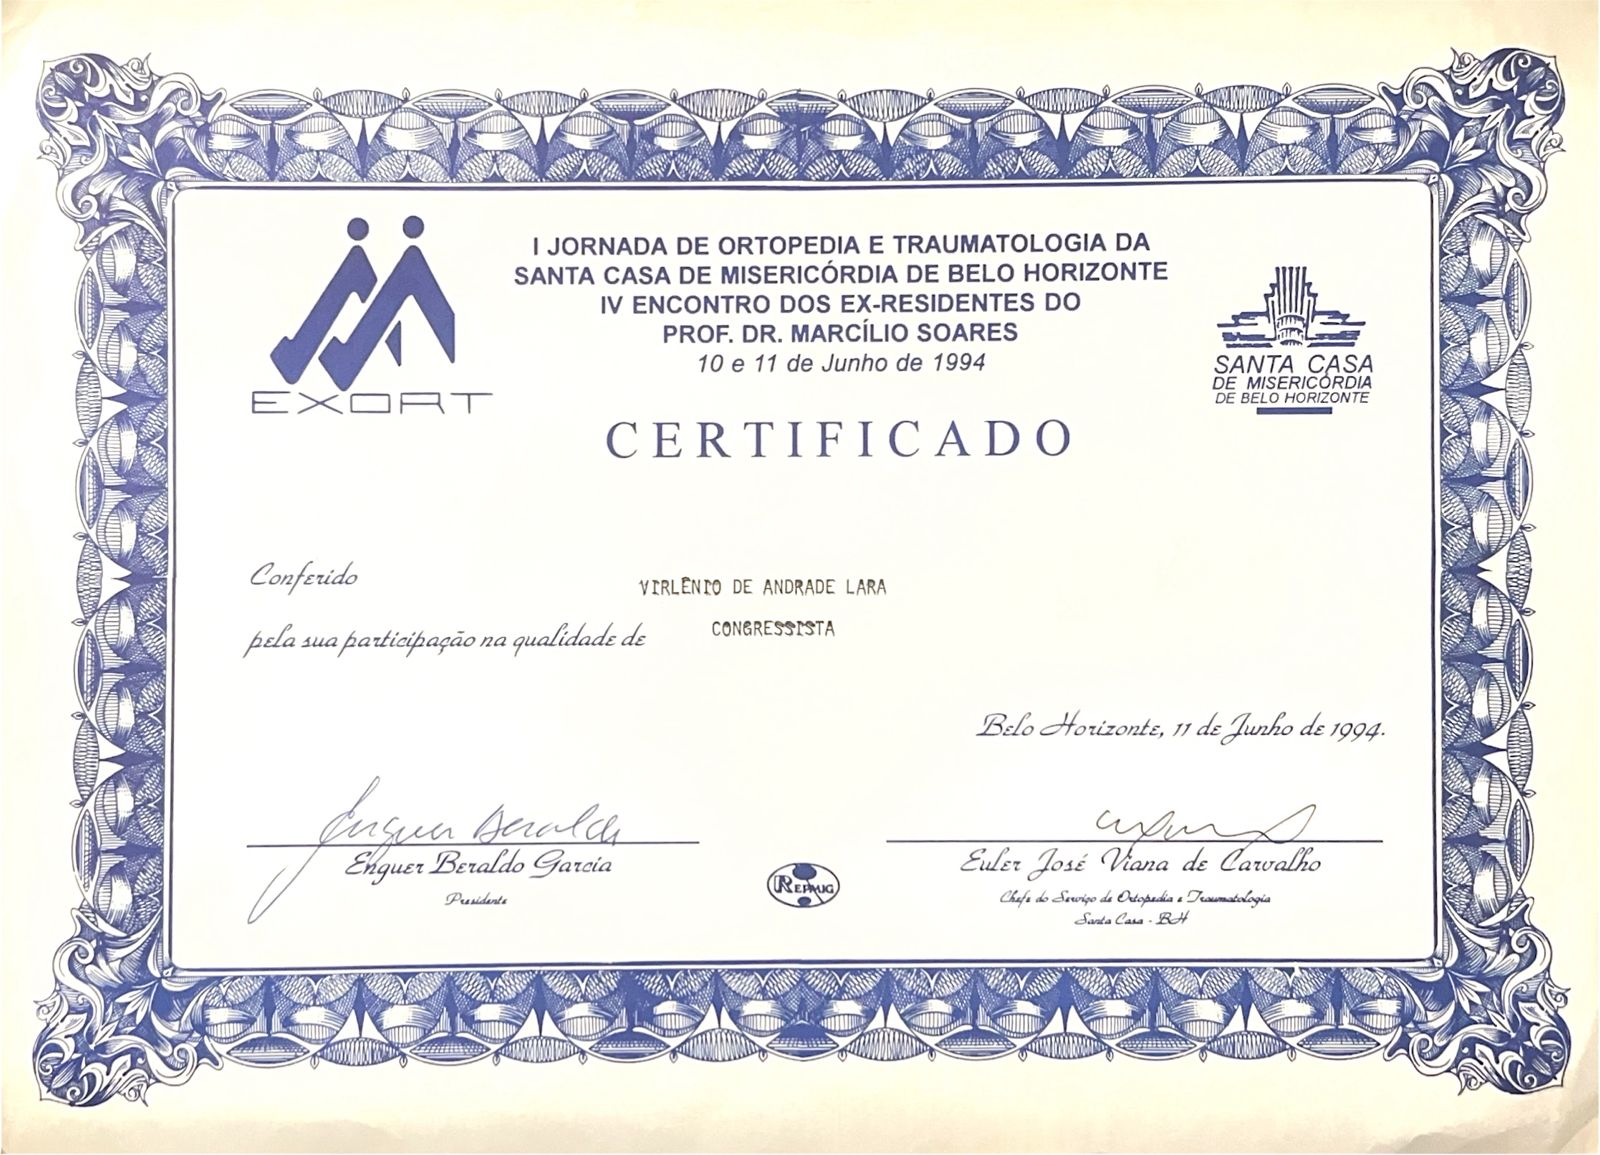 I JORNADA DE ORTOPEDIA E TRAUMATOLOGIA DA
SANTA CASA DE MISERICÓRDIA DE BELO HORIZONTE
IV ENCONTRO DOS EX-RESIDENTES DO
PROF. DR. MARCÍLIO SOARES
10 e 11 de Junho de 1994
EXORT
SANTA CASA
DE MISERICÓRDIA
DE BELO HORIZONTE
CERTIFICADO
Conferido VIRLÊNIO DE ANDRADE LARA
pela sua participação na qualidade de CONGRESSISTA
Belo Horizonte, 11 de Junho de 1994.
Enguer Beraldo
Enguer Beraldo Garcia
Presidente
REPMIG
Euler José Viana de Carvalho
Chefe do Serviço de Ortopedia e Traumatologia
Santa Casa - BH